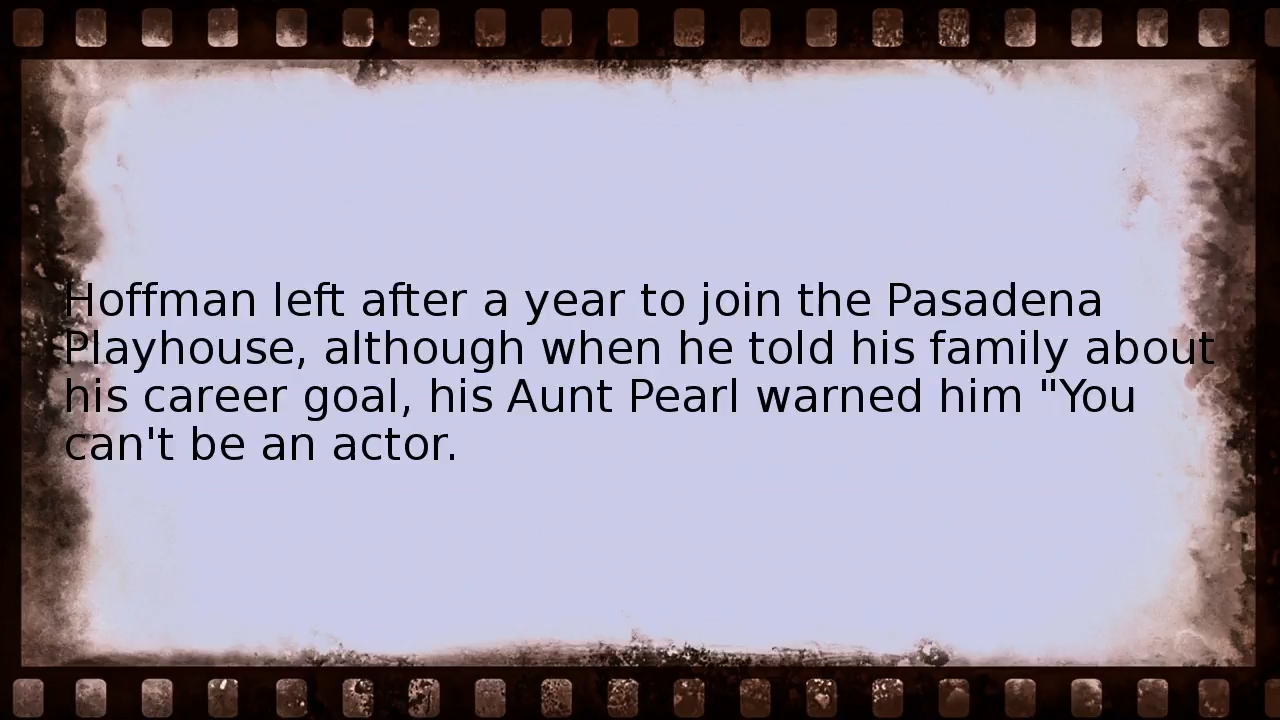 Hoffman left after a year to join the Pasadena
Playhouse, although when he told his family about
his career goal, his Aunt Pearl warned him "You
can't be an actor.